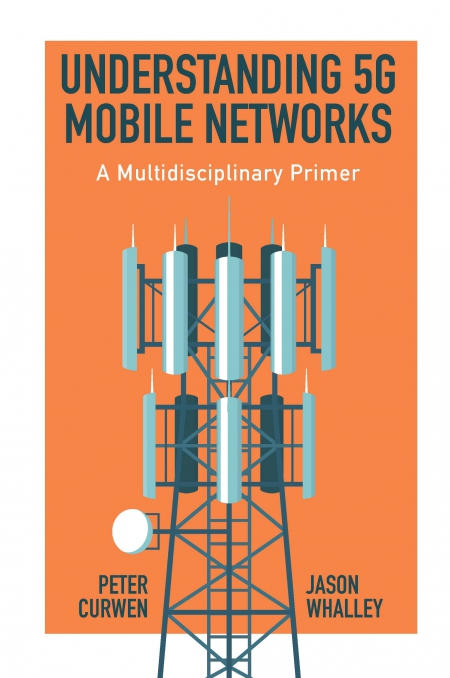 UNDERSTANDING 5G
MOBILE NETWORKS
A Multidisciplinary Primer
PETER
CURWEN
JASON
WHALLEY